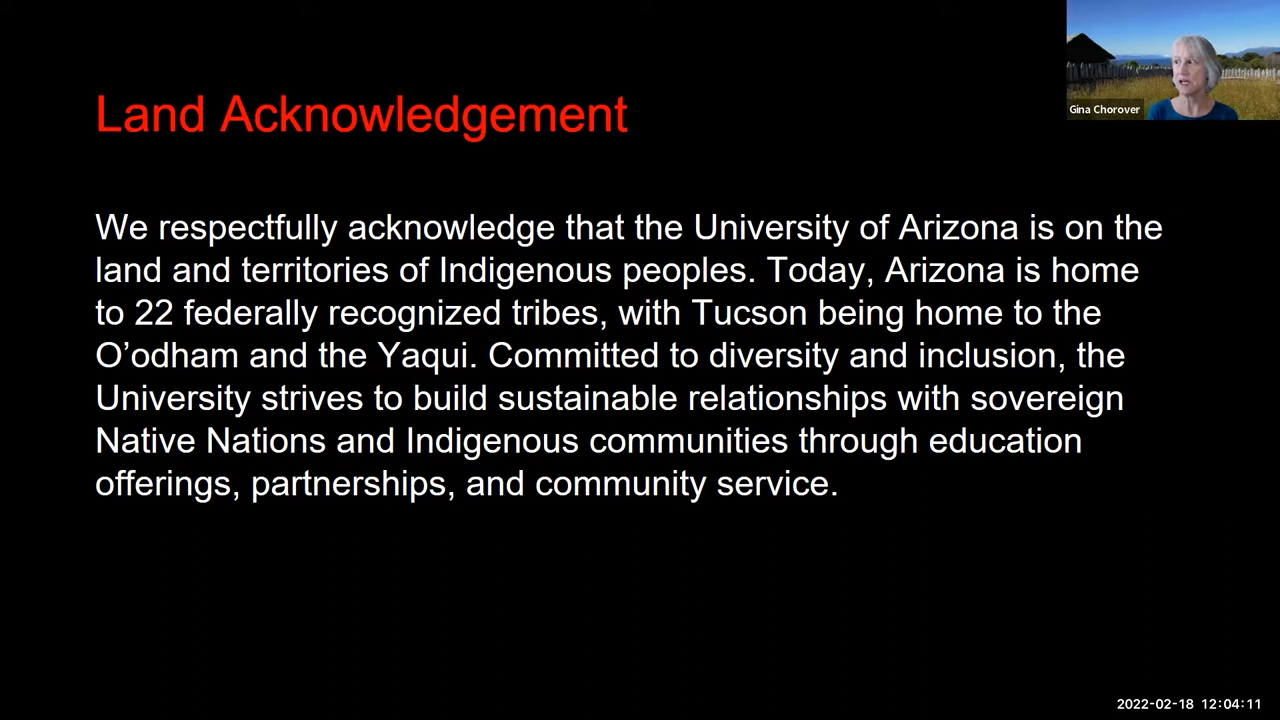 Land Acknowledgement
Gina Chorover
We respectfully acknowledge that the University of Arizona is on the
land and territories of Indigenous peoples. Today, Arizona is home
to 22 federally recognized tribes, with Tucson being home to the
O’odham and the Yaqui. Committed to diversity and inclusion, the
University strives to build sustainable relationships with sovereign
Native Nations and Indigenous communities through education
offerings, partnerships, and community service.
2022-02-18 12:04:11